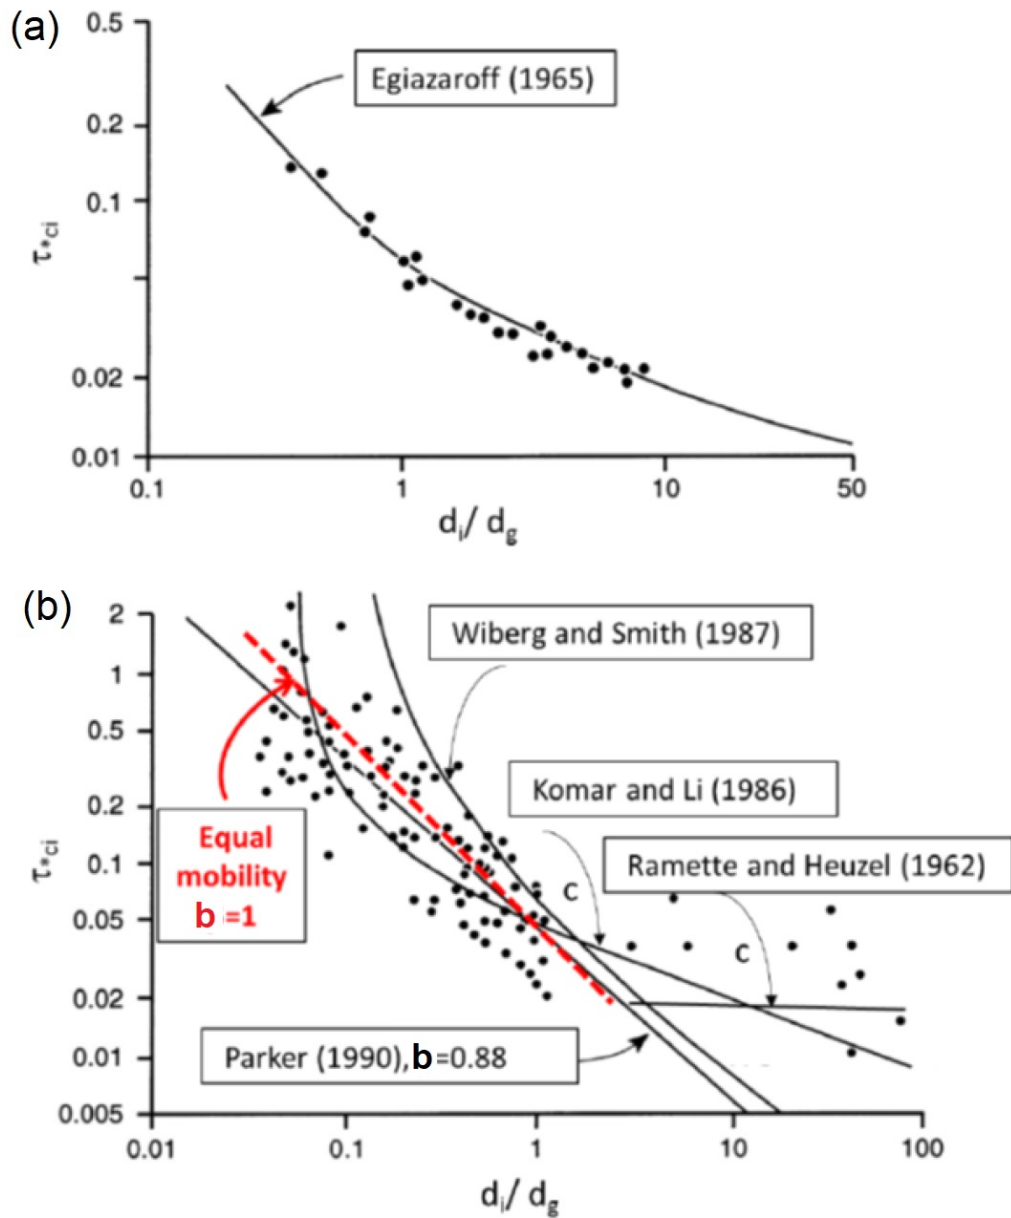 (a)
0.5
Egiazaroff (1965)
0.2
0.1
τ*ci
0.02
0.01
0.1
1
10
50
di/ dg
(b)
2
Wiberg and Smith (1987)
1
0.5
Komar and Li (1986)
0.2
Equal
mobility
b=1
Ramette and Heuzel (1962)
τ*ci
0.1
c
0.05
c
0.02
Parker (1990),b=0.88
0.01
0.005
0.01
0.1
1
10
100
di/ dg